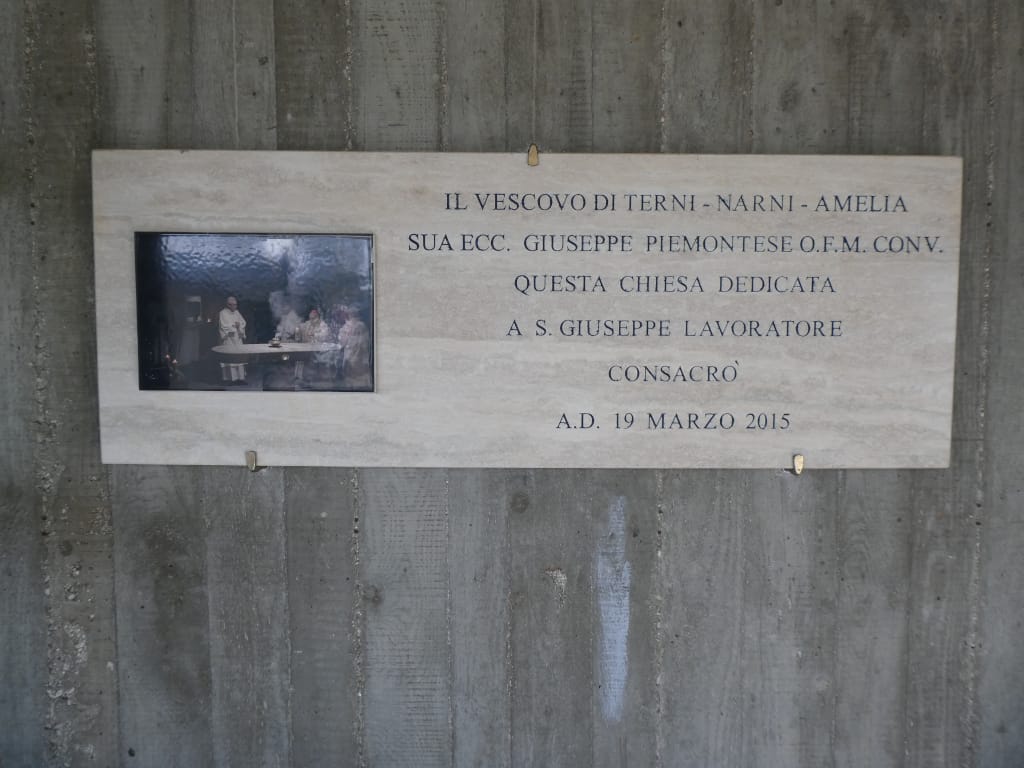 IL VESCOVO DI TERNI - NARNI - AMELIA
SUA ECC. GIUSEPPE PIEMONTESE O.F.M. CONV.
QUESTA CHIESA DEDICATA
A S. GIUSEPPE LAVORATORE
CONSACRÒ
A.D. 19 MARZO 2015